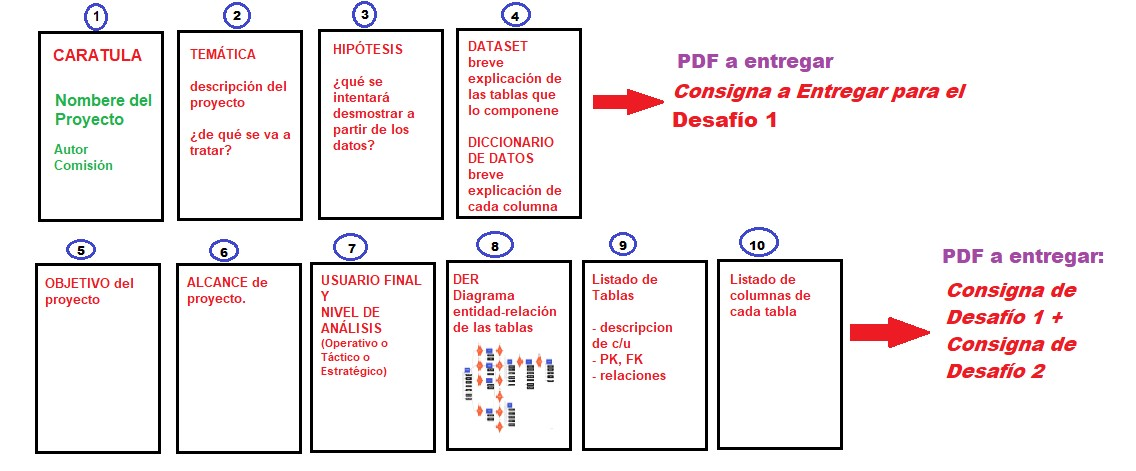 1
CARATULA
Nombere del
Proyecto
Autor
Comisión
2
TEMÁTICA
descripción del
proyecto
¿de qué se va a
tratar?
3
HIPÓTESIS
¿qué se
intentará
desmostrar a
partir de los
datos?
4
DATASET
breve
explicación de
las tablas que
lo componene
DICCIONARIO
DE DATOS
breve
explicación de
cada columna
PDF a entregar
Consigna a Entregar para el
Desafío 1
5
OBJETIVO del
proyecto
6
ALCANCE de
proyecto.
7
USUARIO FINAL
Y
NIVEL DE
ANÁLISIS
(Operativo o
Táctico o
Estratégico)
8
DER
Diagrama
entidad-relación
de las tablas
9
Listado de
Tablas
- descripcion
de c/u
- PK, FK
- relaciones
10
Listado de
columnas de
cada tabla
PDF a entregar:
Consigna de
Desafío 1 +
Consigna de
Desafío 2